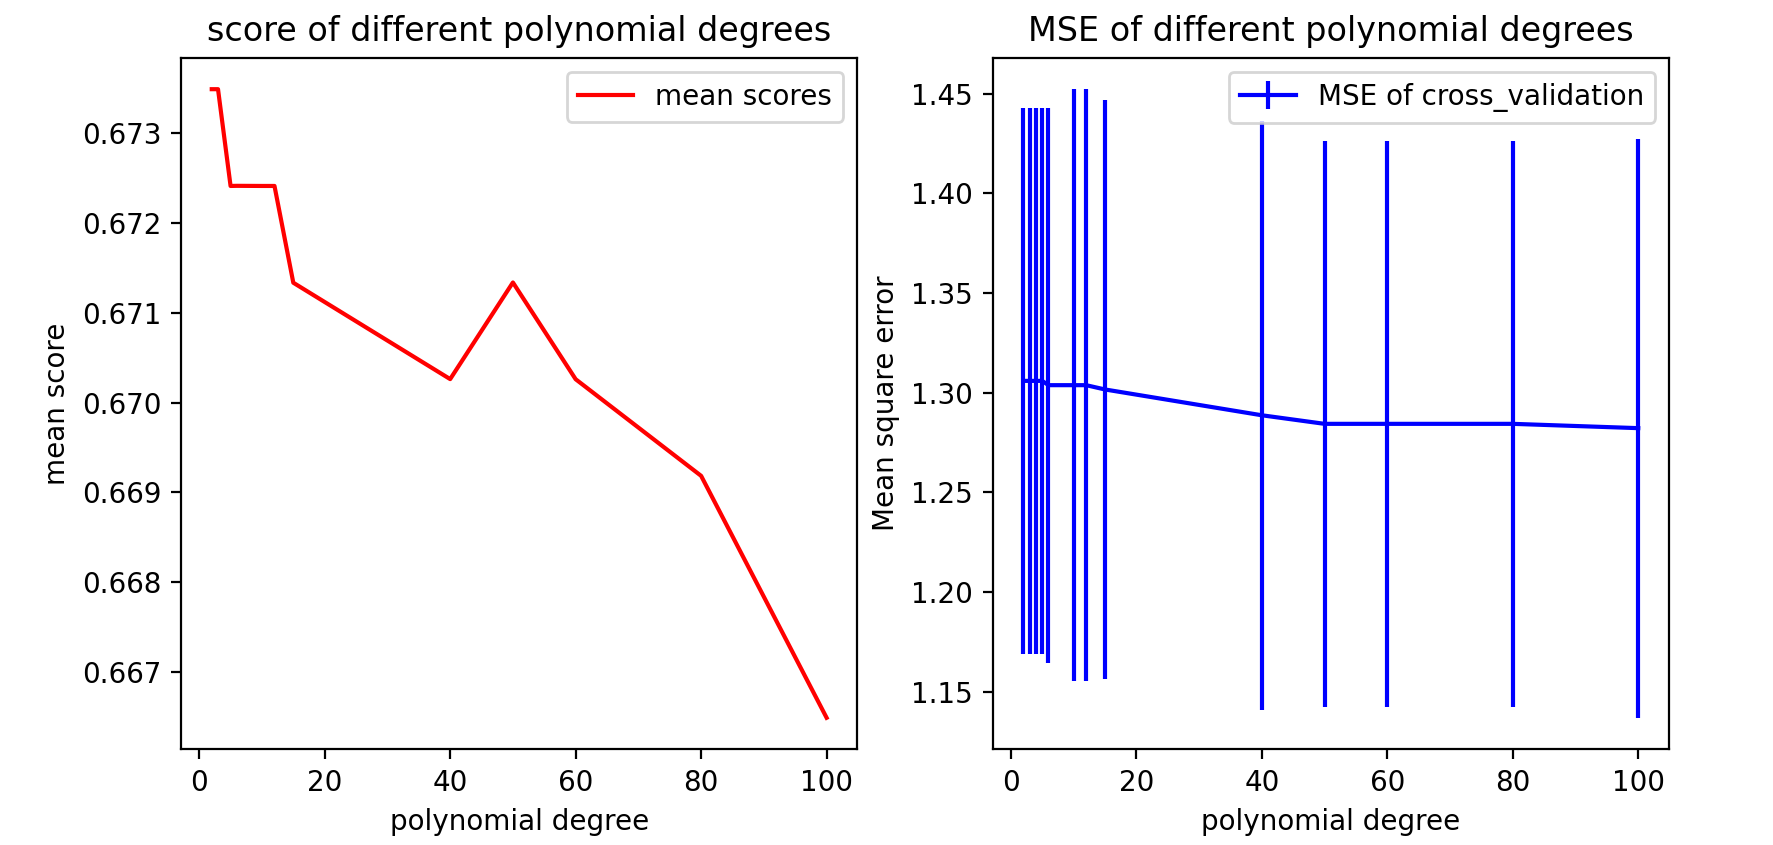 score of different polynomial degrees
mean scores
0.673
0.672
0.671
0.670
0.669
0.668
0.667
mean score
0 20 40 60 80 100
polynomial degree
MSE of different polynomial degrees
MSE of cross_validation
1.45
1.40
1.35
1.30
1.25
1.20
1.15
Mean square error
0 20 40 60 80 100
polynomial degree